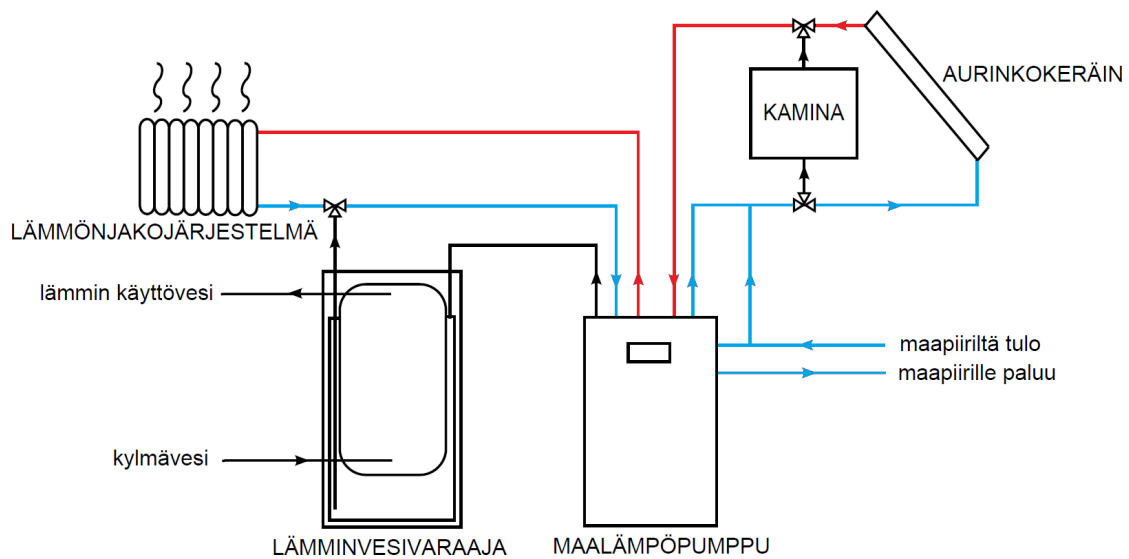 AURINKOKERÄIN
KAMINA
LÄMMÖNJAKOJÄRJESTELMÄ
lämmin käyttövesi
maapiiriltä tulo
maapiirille paluu
kylmävesi
LÄMMINVESIVARAAJA
MAALÄMPÖPUMPPU